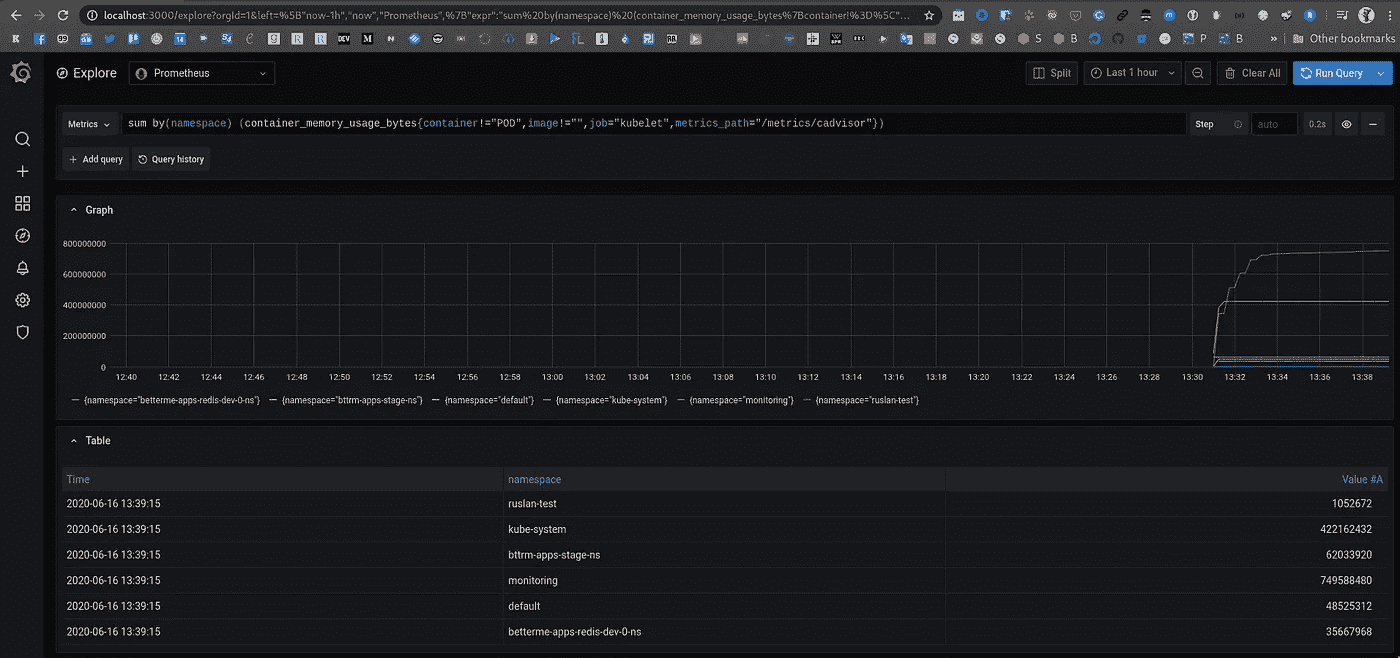 localhost:3000/explore?orgId=1&left=%5B"now-1h","now","Prometheus",%7B"expr":"sum%20by(namespace)%20(container_memory_usage_bytes%7Bcontainer!%3D%5C"...
Other bookmarks
Explore Prometheus Split Last 1 hour Clear All Run Query
Metrics sum by(namespace) (container_memory_usage_bytes{container!="POD",image!="",job="kubelet",metrics_path="/metrics/cadvisor"}) Step auto 0.2s
+ Add query Query history
Graph
800000000
600000000
400000000
200000000
0
12:40 12:42 12:44 12:46 12:48 12:50 12:52 12:54 12:56 12:58 13:00 13:02 13:04 13:06 13:08 13:10 13:12 13:14 13:16 13:18 13:20 13:22 13:24 13:26 13:28 13:30 13:32 13:34 13:36 13:38
{namespace="betterme-apps-redis-dev-0-ns"} {namespace="bttrm-apps-stage-ns"} {namespace="default"} {namespace="kube-system"} {namespace="monitoring"} {namespace="ruslan-test"}
Table
Time namespace Value #A
2020-06-16 13:39:15 ruslan-test 1052672
2020-06-16 13:39:15 kube-system 422162432
2020-06-16 13:39:15 bttrm-apps-stage-ns 62033920
2020-06-16 13:39:15 monitoring 749588480
2020-06-16 13:39:15 default 48525312
2020-06-16 13:39:15 betterme-apps-redis-dev-0-ns 35667968